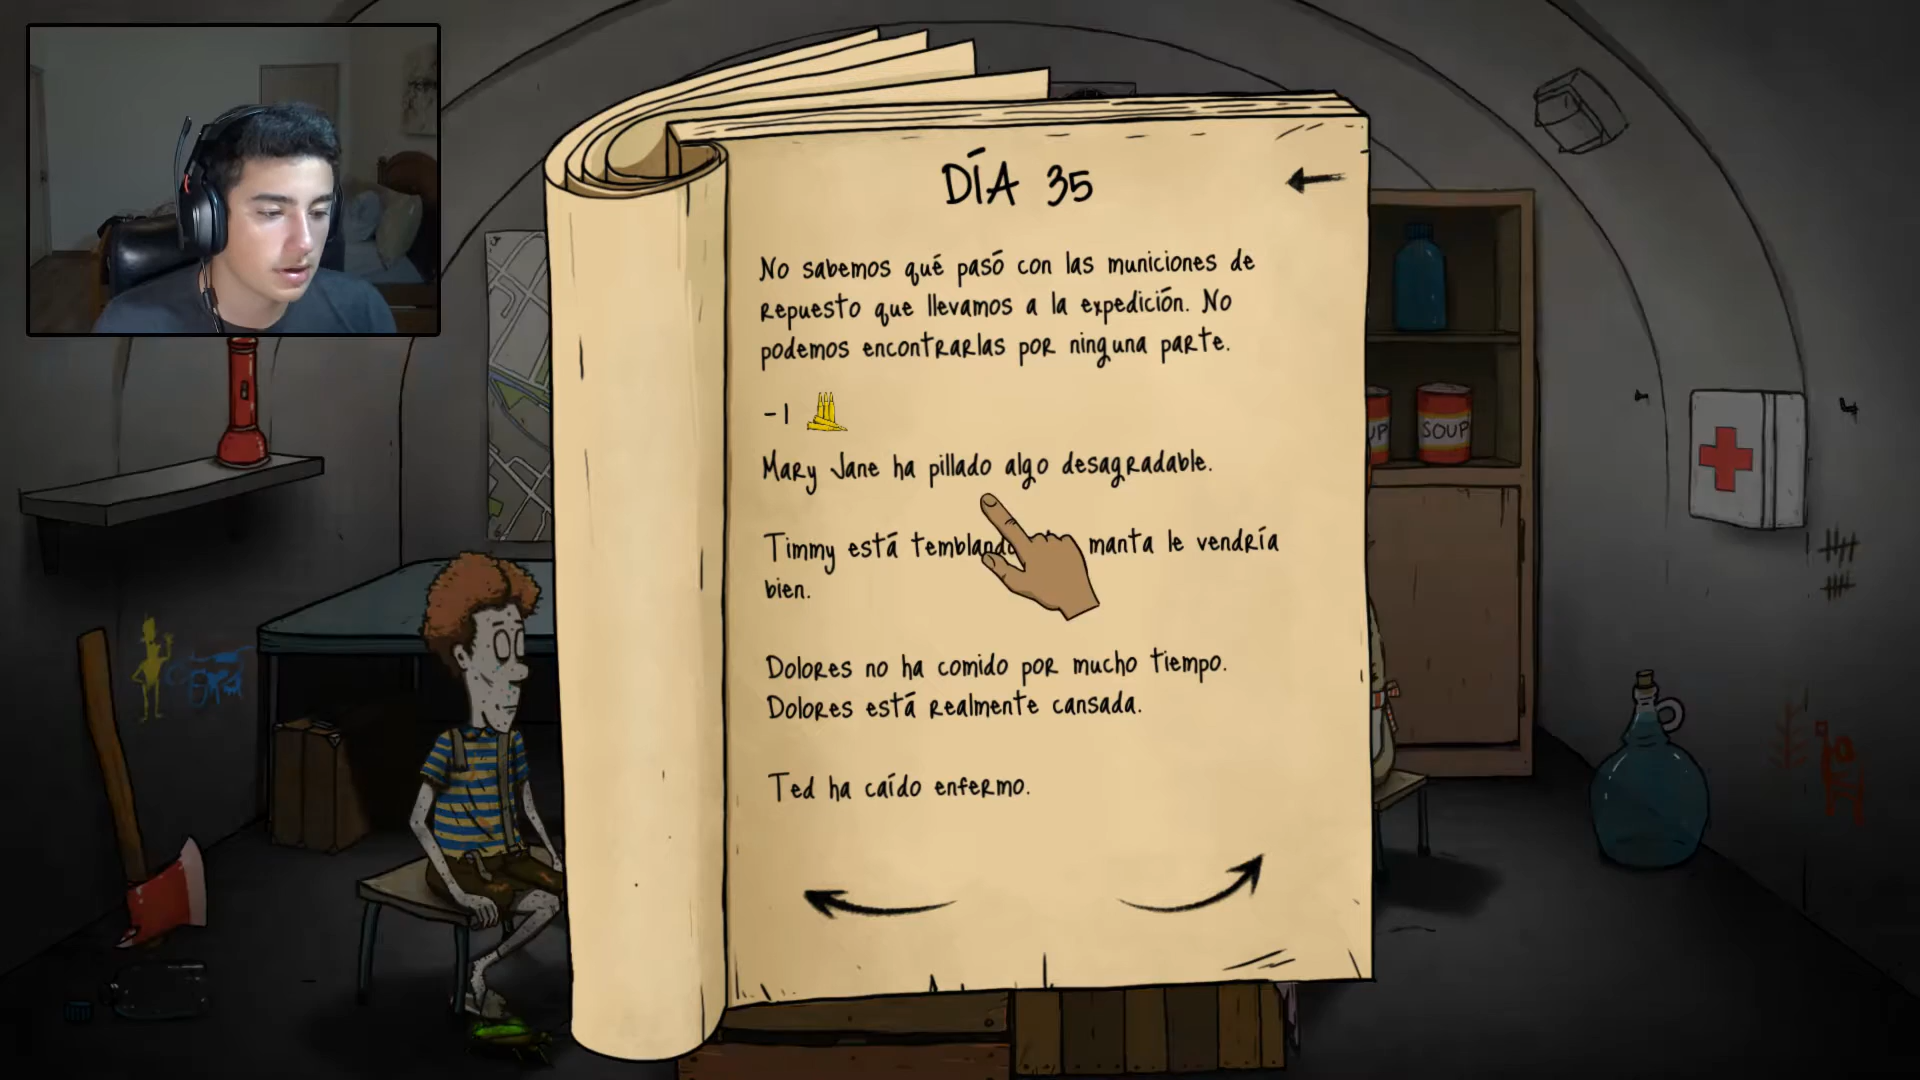 DÍA 35
No sabemos qué pasó con las municiones de
repuesto que llevamos a la expedición. No
podemos encontrarlas por ninguna parte.
-1
Mary Jane ha pillado algo desagradable.
Timmy está temblando manta le vendría
bien.
Dolores no ha comido por mucho tiempo.
Dolores está realmente cansada.
Ted ha caído enfermo.
UP
SOUP